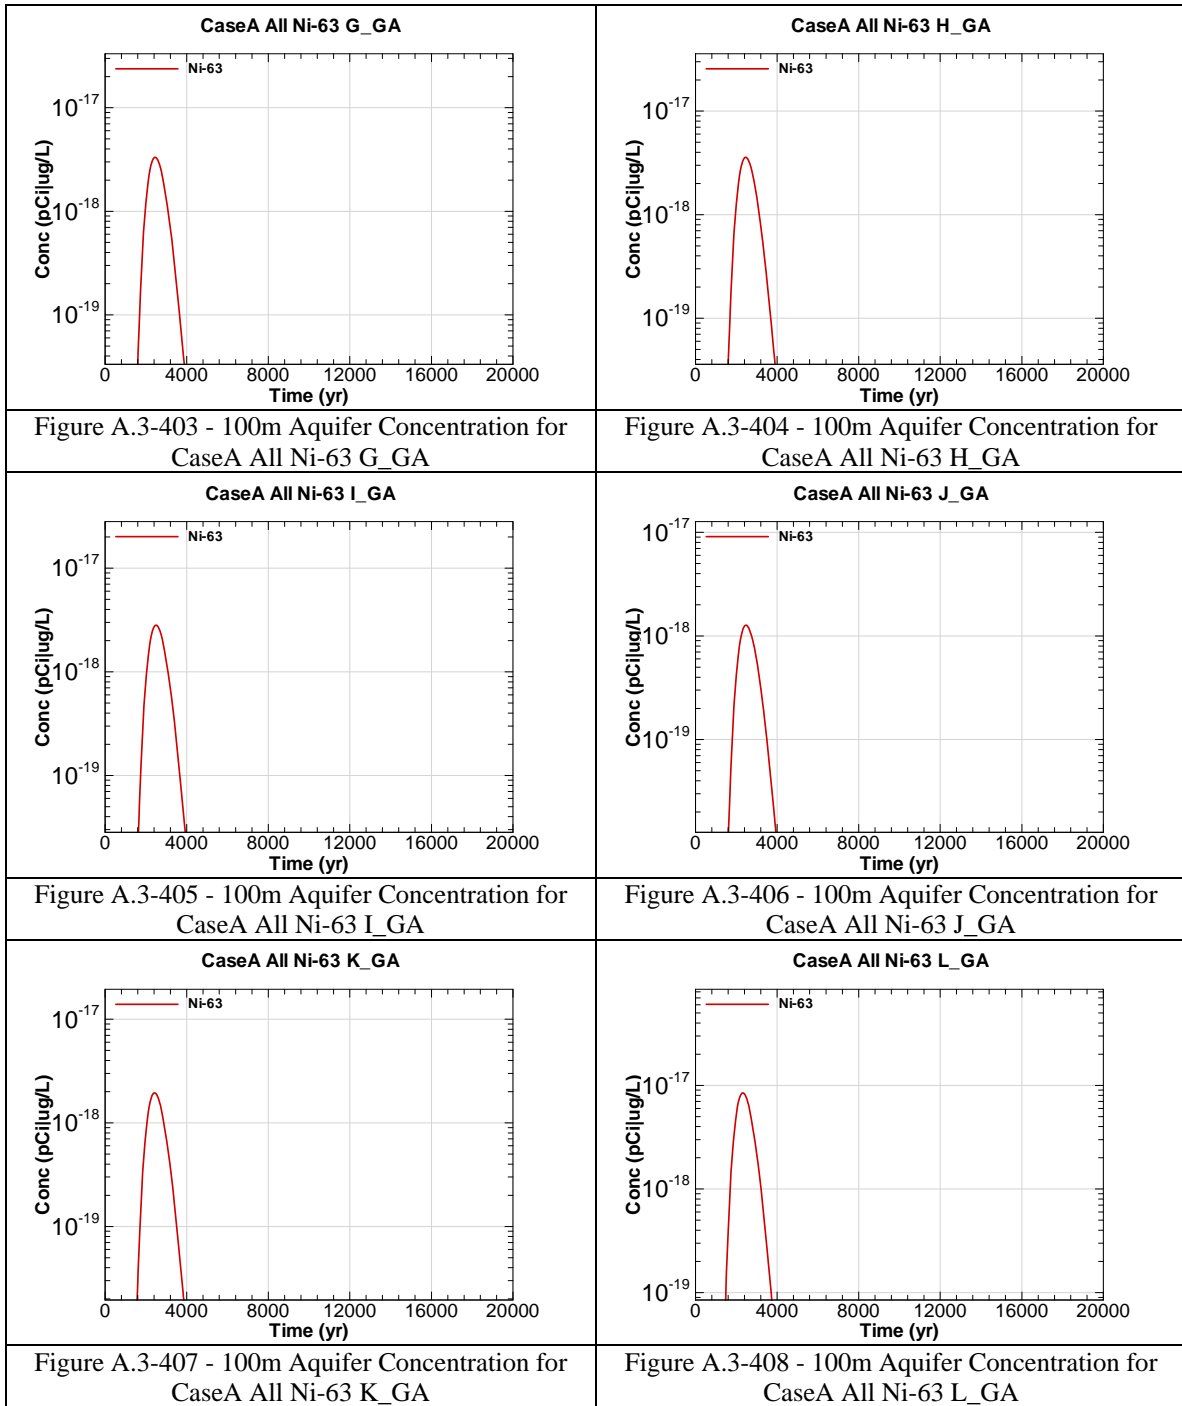 CaseA All Ni-63 G_GA
Ni-63
10-17
10-18
10-19
Conc (pCi|ug/L)
0 4000 8000 12000 16000 20000
Time (yr)
Figure A.3-403 - 100m Aquifer Concentration for
CaseA All Ni-63 G_GA
CaseA All Ni-63 H_GA
Ni-63
10-17
10-18
10-19
Conc (pCi|ug/L)
0 4000 8000 12000 16000 20000
Time (yr)
Figure A.3-404 - 100m Aquifer Concentration for
CaseA All Ni-63 H_GA
CaseA All Ni-63 I_GA
Ni-63
10-17
10-18
10-19
Conc (pCi|ug/L)
0 4000 8000 12000 16000 20000
Time (yr)
Figure A.3-405 - 100m Aquifer Concentration for
CaseA All Ni-63 I_GA
CaseA All Ni-63 J_GA
10-17
Ni-63
10-18
10-19
Conc (pCi|ug/L)
0 4000 8000 12000 16000 20000
Time (yr)
Figure A.3-406 - 100m Aquifer Concentration for
CaseA All Ni-63 J_GA
CaseA All Ni-63 K_GA
Ni-63
10-17
10-18
10-19
Conc (pCi|ug/L)
0 4000 8000 12000 16000 20000
Time (yr)
Figure A.3-407 - 100m Aquifer Concentration for
CaseA All Ni-63 K_GA
CaseA All Ni-63 L_GA
Ni-63
10-17
10-18
10-19
Conc (pCi|ug/L)
0 4000 8000 12000 16000 20000
Time (yr)
Figure A.3-408 - 100m Aquifer Concentration for
CaseA All Ni-63 L_GA